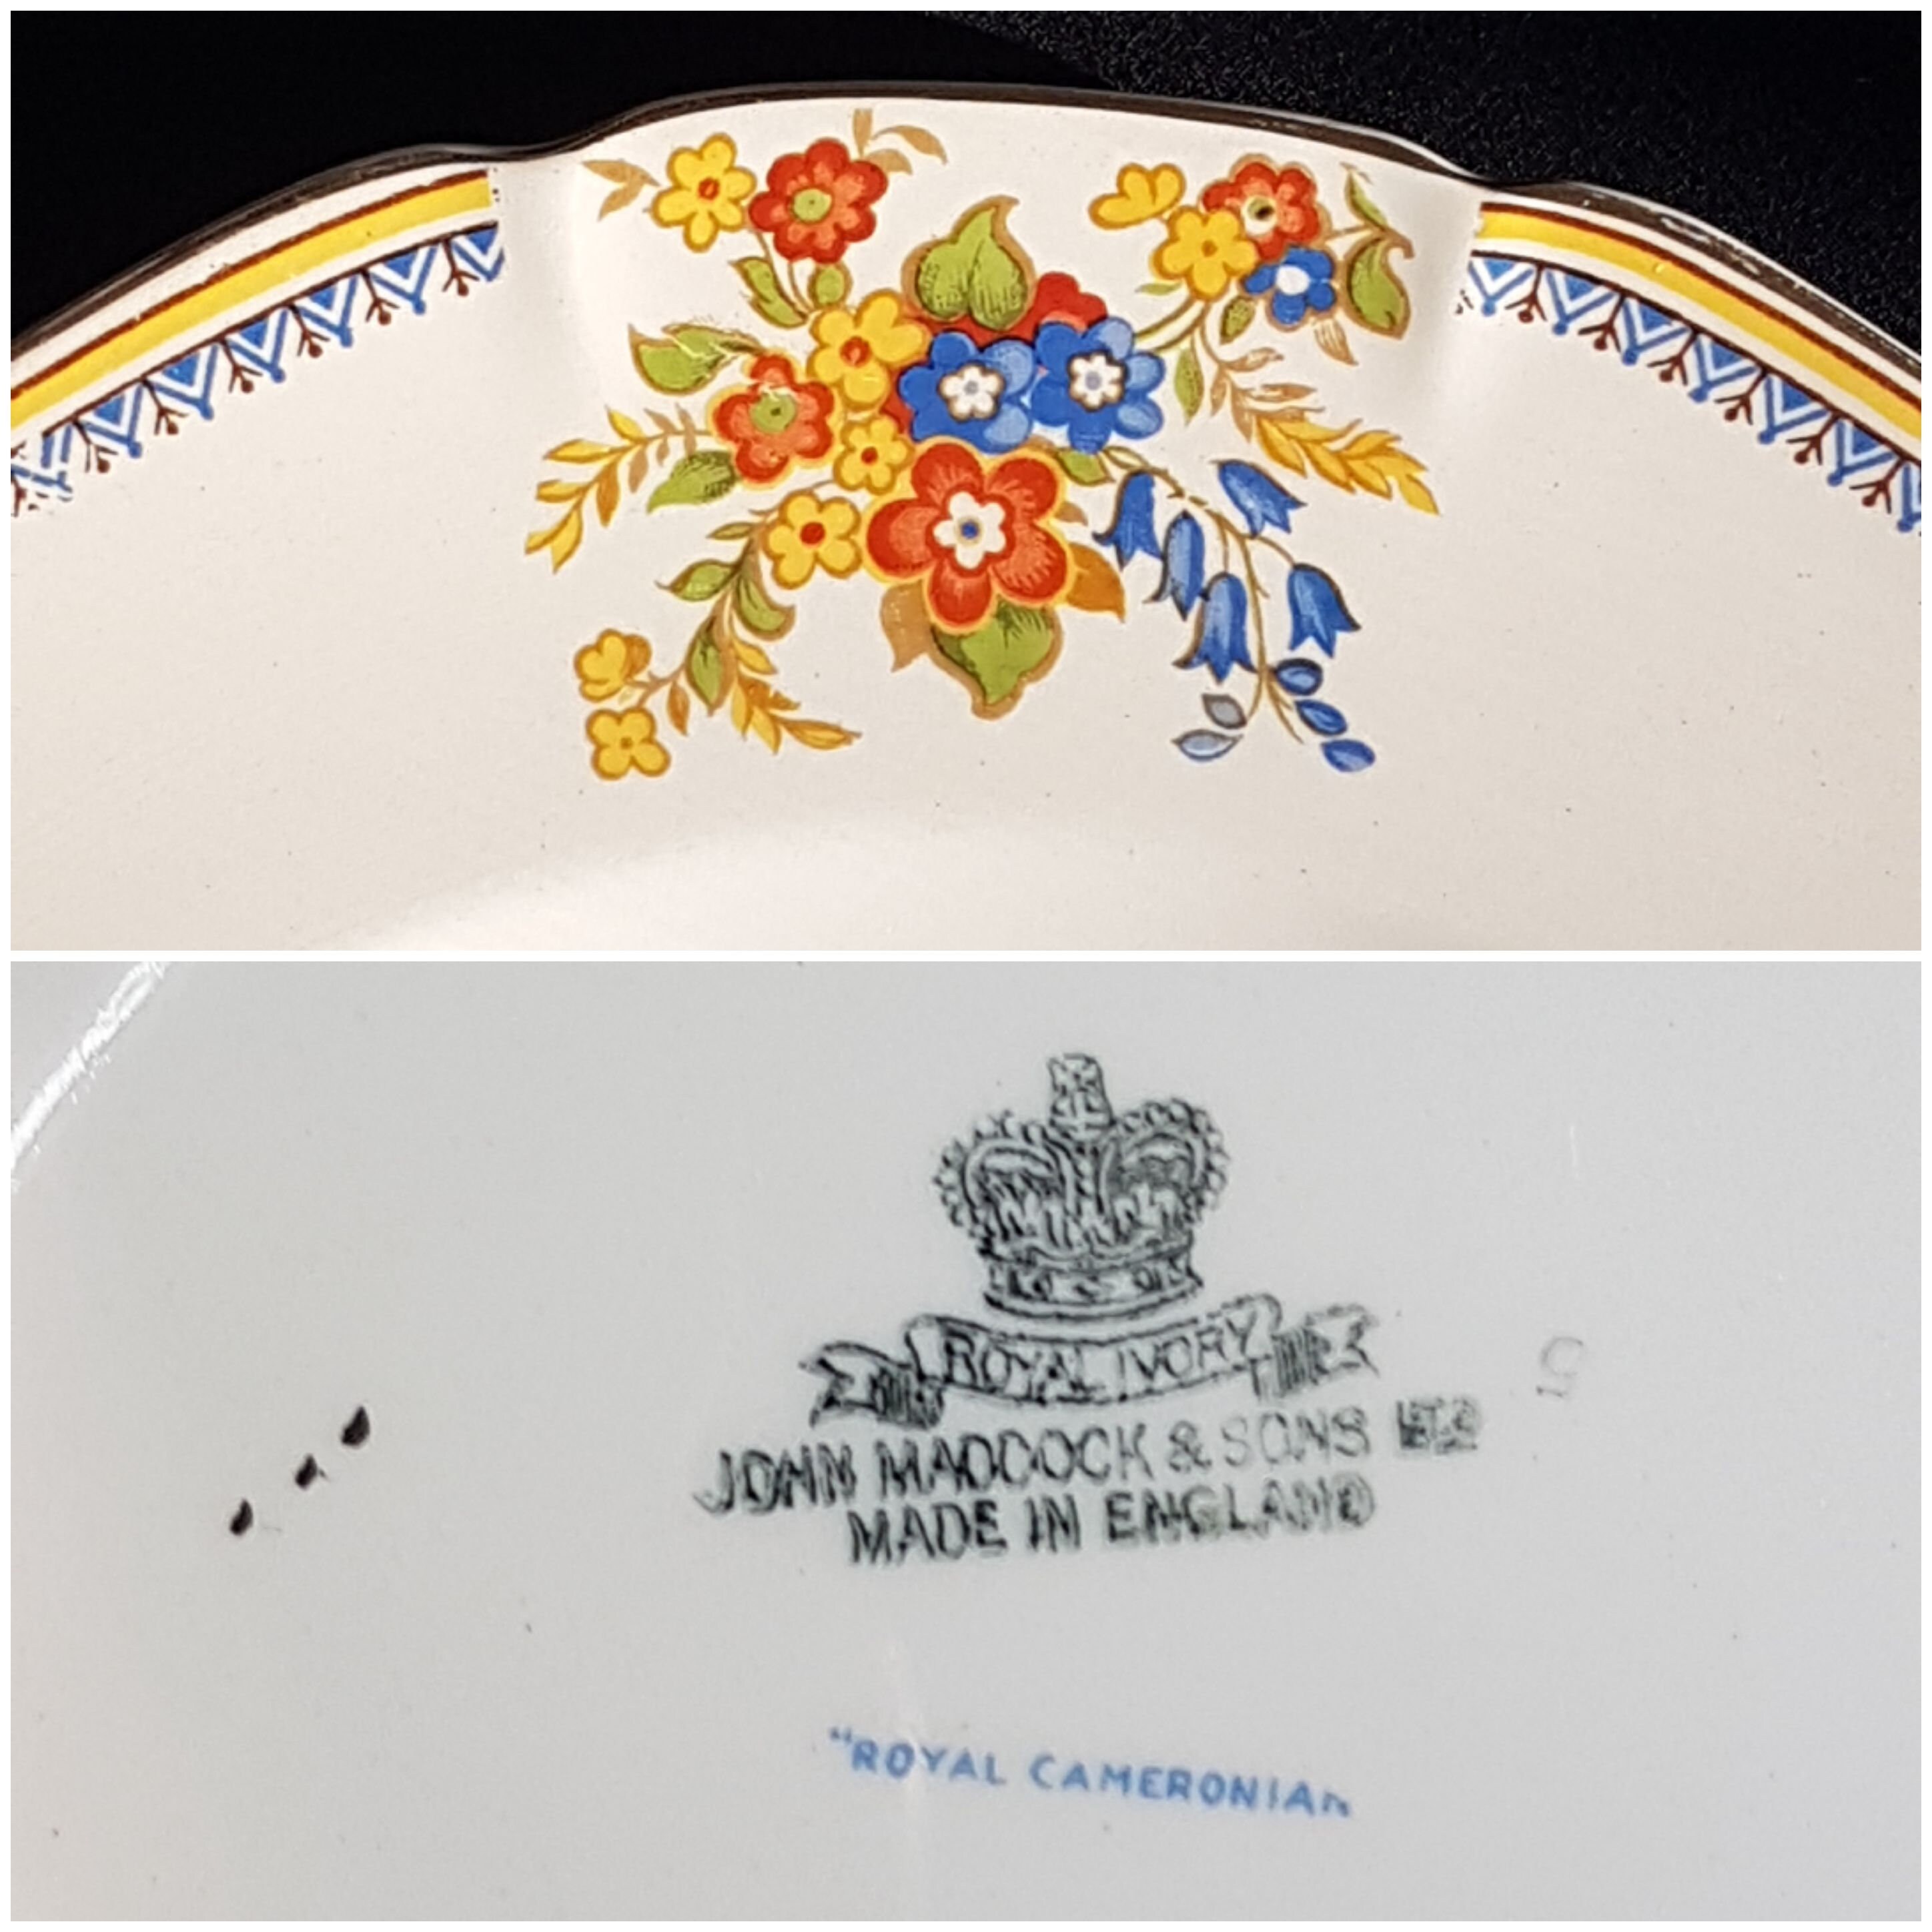 ROYAL IVORY
JOHN MADDOCK & SONS LTD
MADE IN ENGLAND
"ROYAL CAMERONIAN